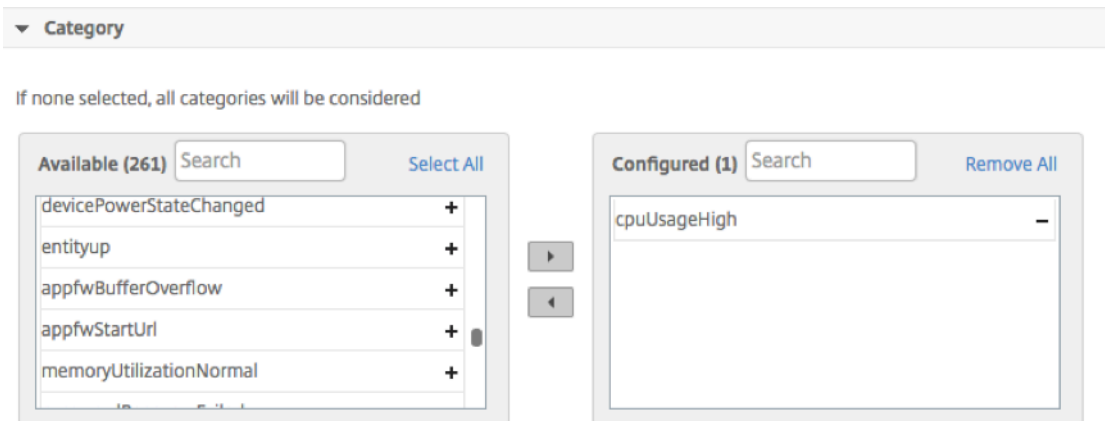 Category
If none selected, all categories will be considered
Available (261) Search Select All
devicePowerStateChanged
entityup
appfwBufferOverflow
appfwStartUrl
memoryUtilizationNormal
Configured (1) Search Remove All
cpuUsageHigh